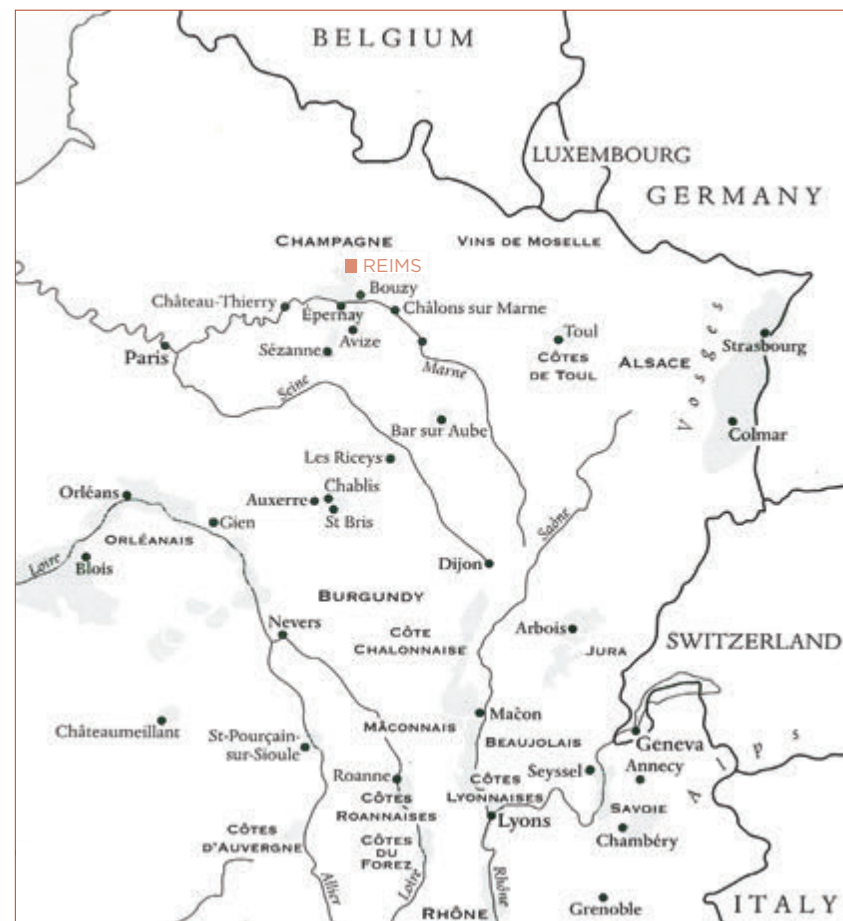 BELGIUM
LUXEMBOURG
GERMANY
CHAMPAGNE
VINS DE MOSELLE
REIMS
Bouzy
Château-Thierry
Épernay
Châlons sur Marne
Avize
Paris
Sézanne
Marne
Toul
CÔTES
DE TOUL
ALSACE
Vosges
Strasbourg
Seine
Colmar
Bar sur Aube
Les Riceys
Chablis
Auxerre
St Bris
Orléans
Gien
ORLÉANAIS
Loire
Blois
Saône
Dijon
BURGUNDY
Nevers
CÔTE
CHALONNAISE
Arbois
JURA
SWITZERLAND
Châteaumeillant
St-Pourçain-
sur-Sioule
MÂCONNAIS
Mačon
BEAUJOLAIS
Geneva
Alps
Roanne
Seyssel
Annecy
CÔTES
ROANNAISES
CÔTES
LYONNAISES
SAVOIE
Lyons
Chambéry
CÔTES
D'AUVERGNE
CÔTES
DU
FOREZ
Allier
Loire
Rhône
RHÔNE
Grenoble
ITALY